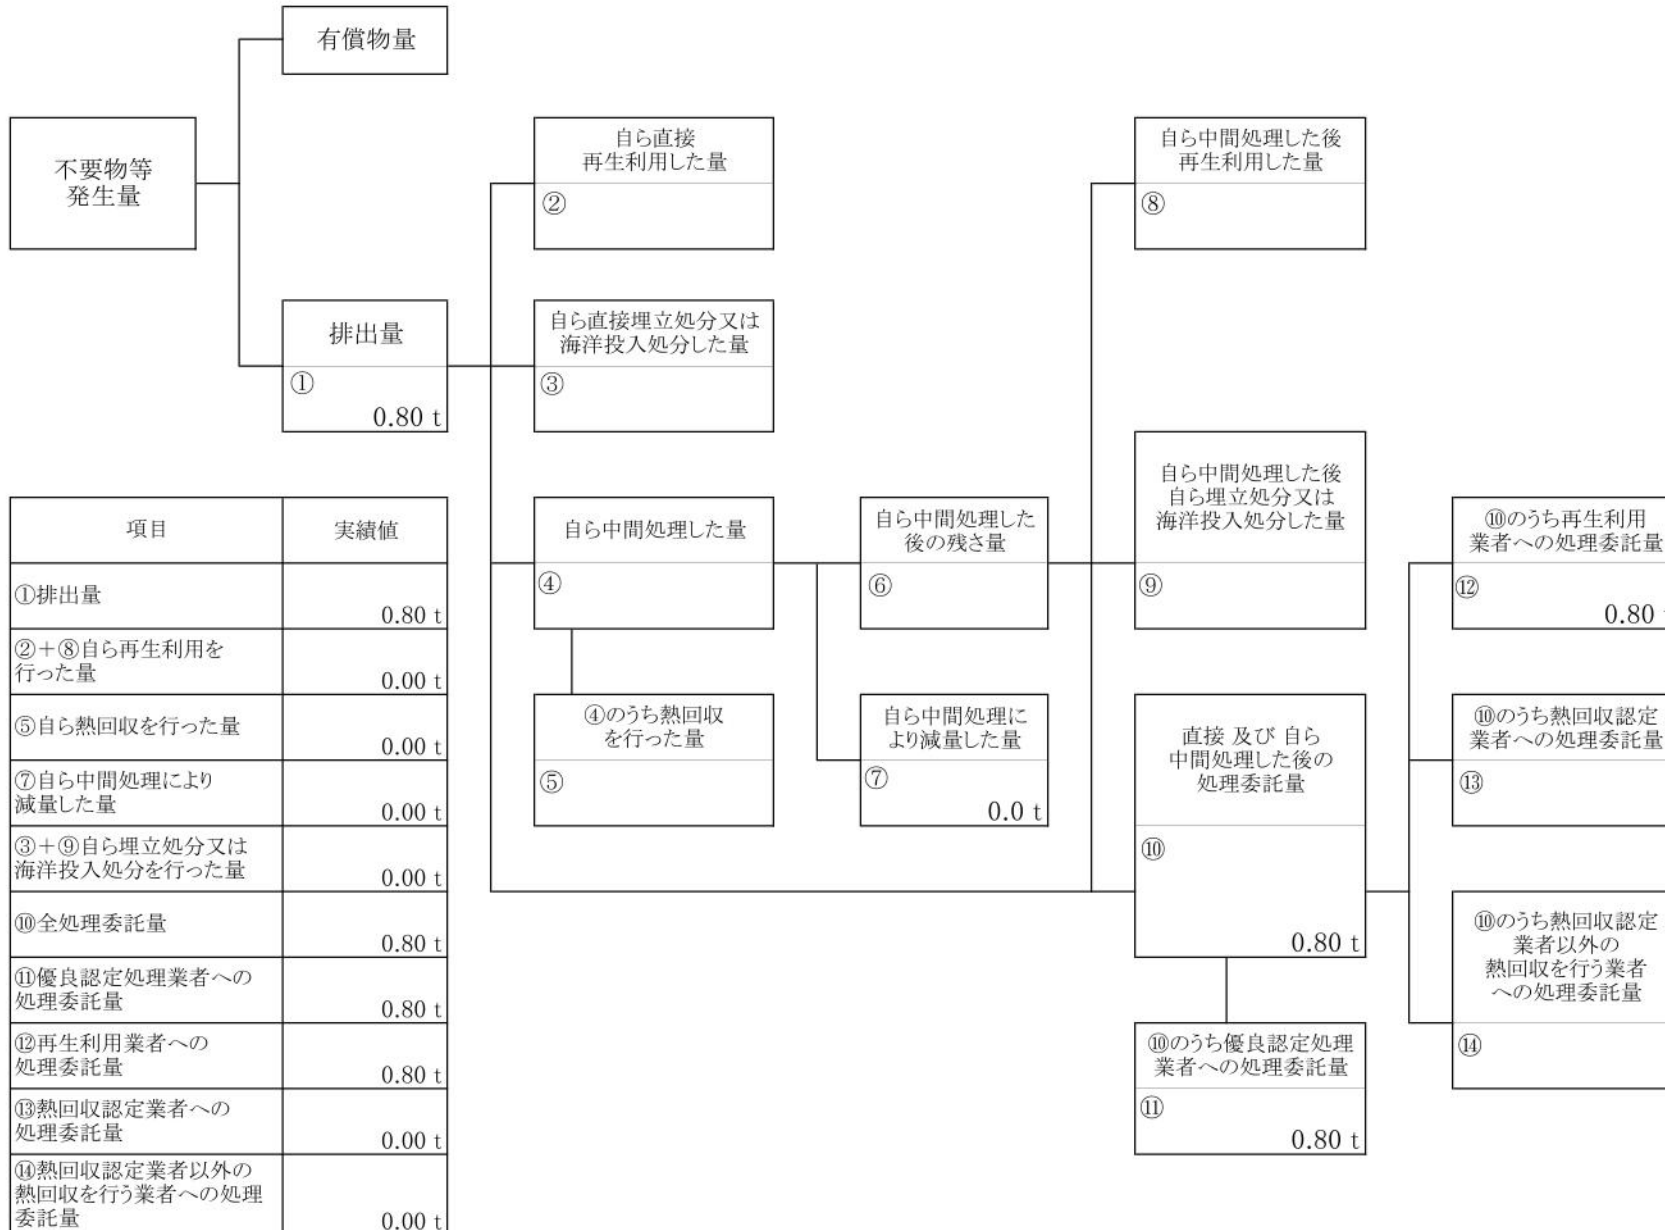 有償物量
不要物等
発生量
自ら直接
再生利用した量
②
自ら中間処理した後
再生利用した量
⑧
排出量
①
0.80 t
自ら直接埋立処分又は
海洋投入処分した量
③
自ら中間処理した量
④
自ら中間処理した
後の残さ量
⑥
自ら中間処理した後
自ら埋立処分又は
海洋投入処分した量
⑨
⑩のうち再生利用
業者への処理委託量
⑫
0.80 t
④のうち熱回収
を行った量
⑤
自ら中間処理に
より減量した量
⑦
0.0 t
直接 及び 自ら
中間処理した後の
処理委託量
⑩
0.80 t
⑩のうち熱回収認定
業者への処理委託量
⑬
⑩のうち熱回収認定
業者以外の
熱回収を行う業者
への処理委託量
⑭
⑩のうち優良認定処理
業者への処理委託量
⑪
0.80 t
項目 実績値
①排出量
0.80 t
②+⑧自ら再生利用を
行った量
0.00 t
⑤自ら熱回収を行った量
0.00 t
⑦自ら中間処理により
減量した量
0.00 t
③+⑨自ら埋立処分又は
海洋投入処分を行った量
0.00 t
⑩全処理委託量
0.80 t
⑪優良認定処理業者への
処理委託量
0.80 t
⑫再生利用業者への
処理委託量
0.80 t
⑬熱回収認定業者への
処理委託量
0.00 t
⑭熱回収認定業者以外の
熱回収を行う業者への処理
委託量
0.00 t